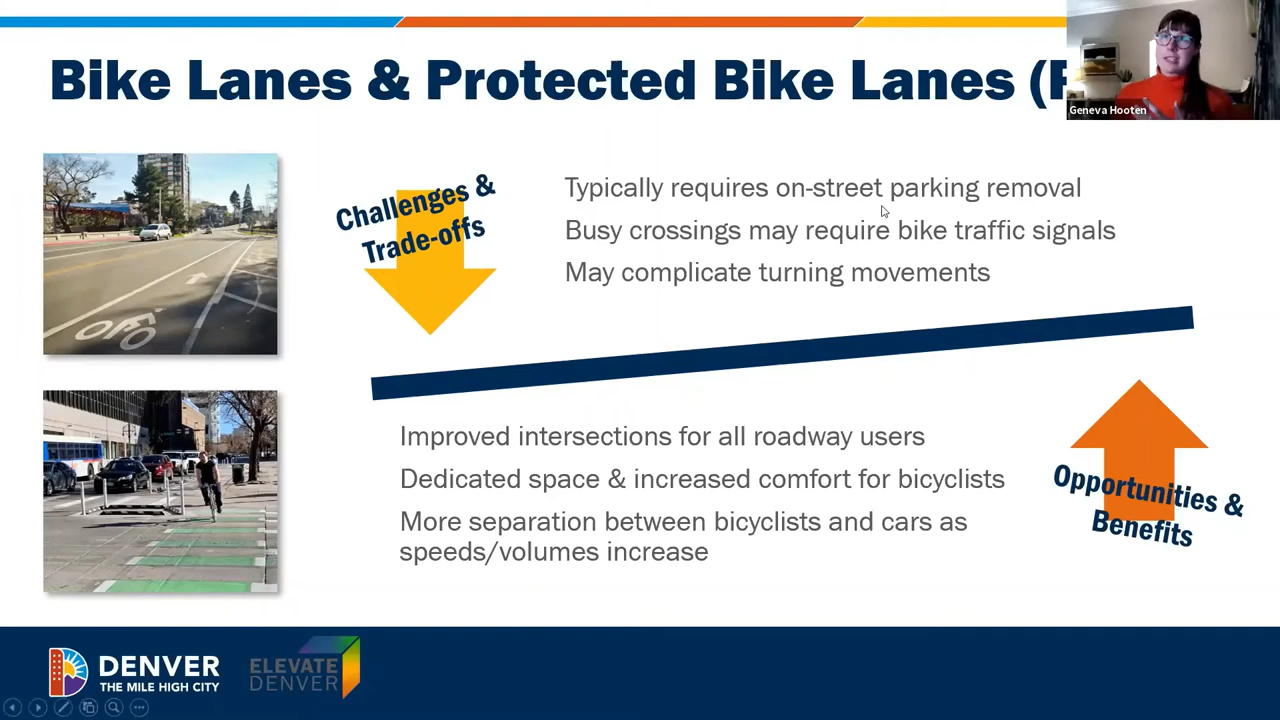 Bike Lanes & Protected Bike Lanes (
Geneva Hooten
Challenges &
Trade-offs
Typically requires on-street parking removal
Busy crossings may require bike traffic signals
May complicate turning movements
Improved intersections for all roadway users
Dedicated space & increased comfort for bicyclists
More separation between bicyclists and cars as
speeds/volumes increase
Opportunities &
Benefits
DENVER
THE MILE HIGH CITY
ELEVATE
DENVER